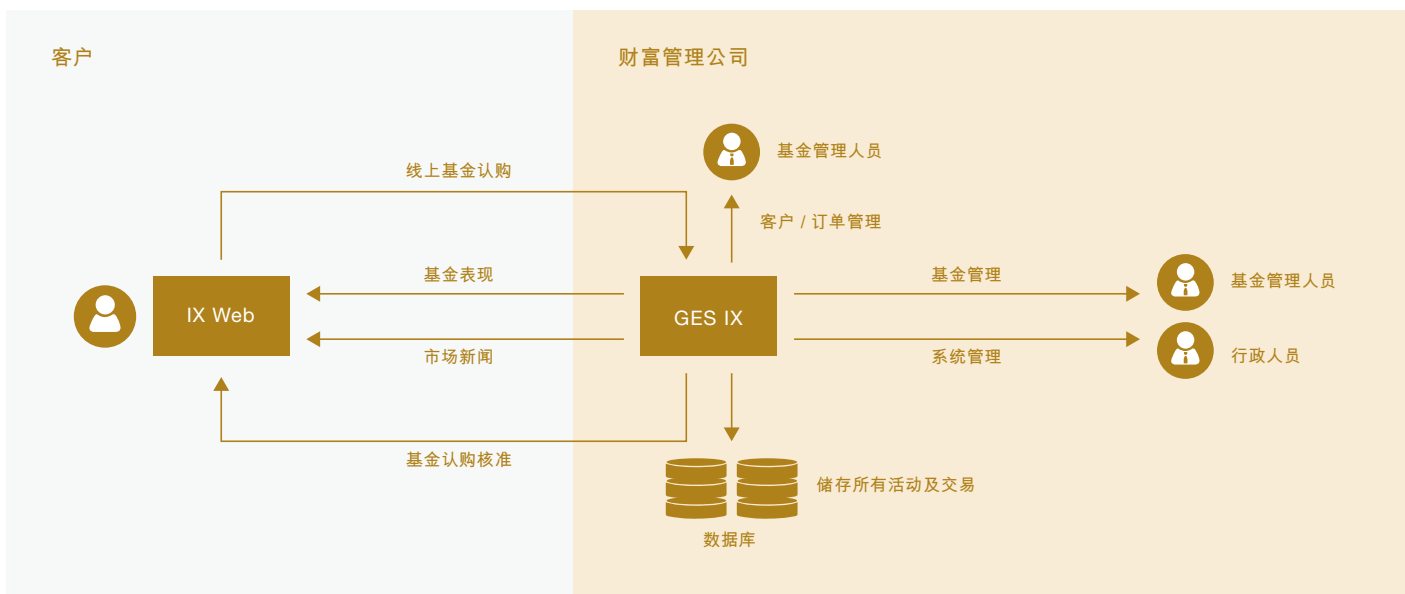 客户
财富管理公司
线上基金认购
基金管理人员
客户 / 订单管理
基金表现
基金管理
基金管理人员
IX Web
GES IX
市场新闻
系统管理
行政人员
基金认购核准
储存所有活动及交易
数据库